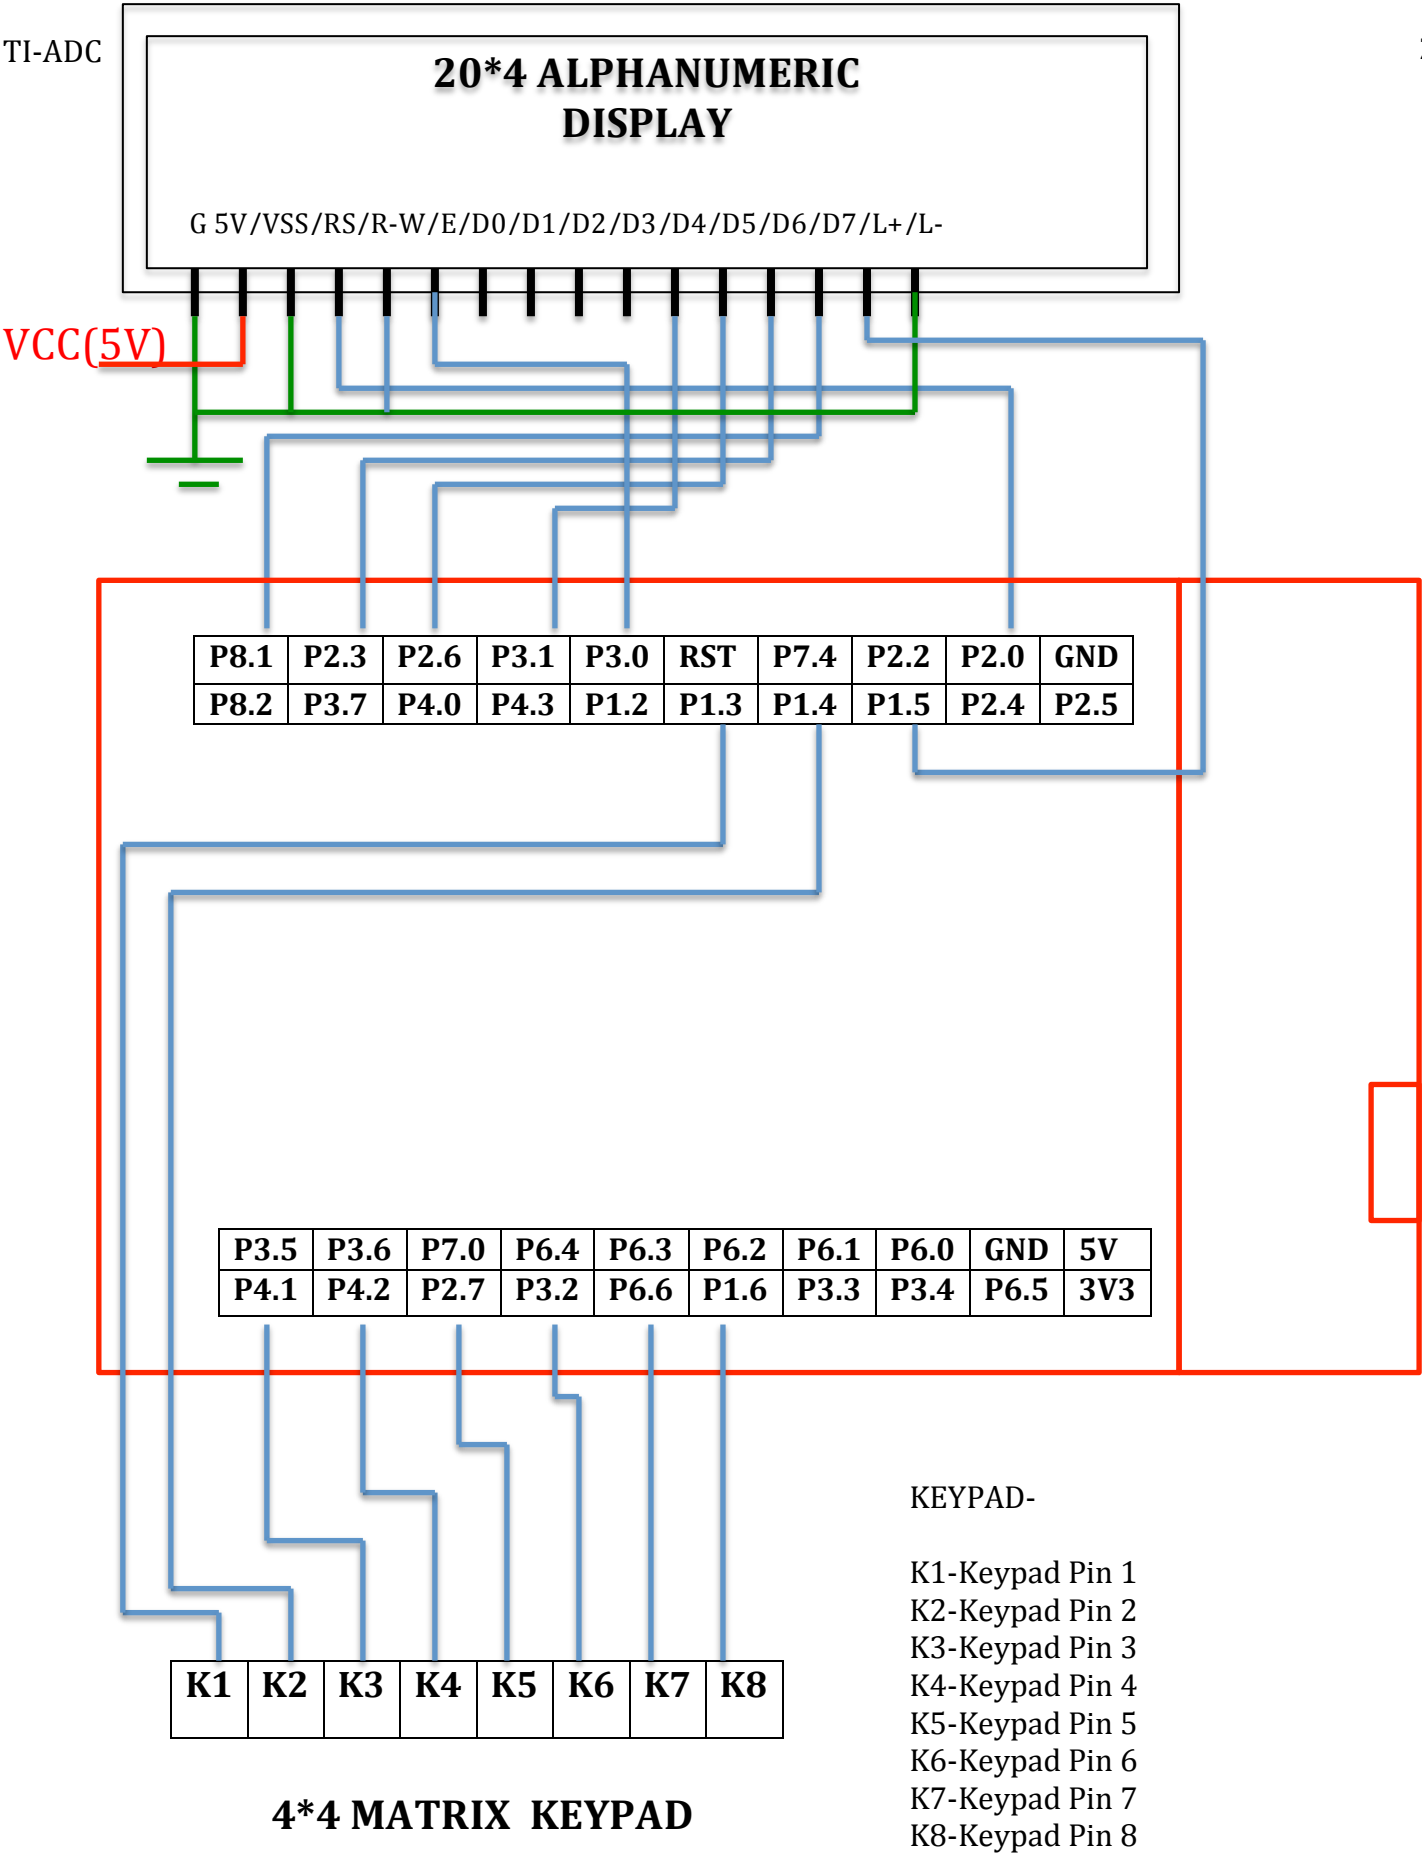 TI-ADC
20*4 ALPHANUMERIC
DISPLAY
G 5V/VSS/RS/R-W/E/D0/D1/D2/D3/D4/D5/D6/D7/L+/L-
VCC(5V)
P8.1 P2.3 P2.6 P3.1 P3.0 RST P7.4 P2.2 P2.0 GND
P8.2 P3.7 P4.0 P4.3 P1.2 P1.3 P1.4 P1.5 P2.4 P2.5
P3.5 P3.6 P7.0 P6.4 P6.3 P6.2 P6.1 P6.0 GND 5V
P4.1 P4.2 P2.7 P3.2 P6.6 P1.6 P3.3 P3.4 P6.5 3V3
KEYPAD-
K1-Keypad Pin 1
K2-Keypad Pin 2
K3-Keypad Pin 3
K4-Keypad Pin 4
K5-Keypad Pin 5
K6-Keypad Pin 6
K7-Keypad Pin 7
K8-Keypad Pin 8
K1 K2 K3 K4 K5 K6 K7 K8
4*4 MATRIX KEYPAD